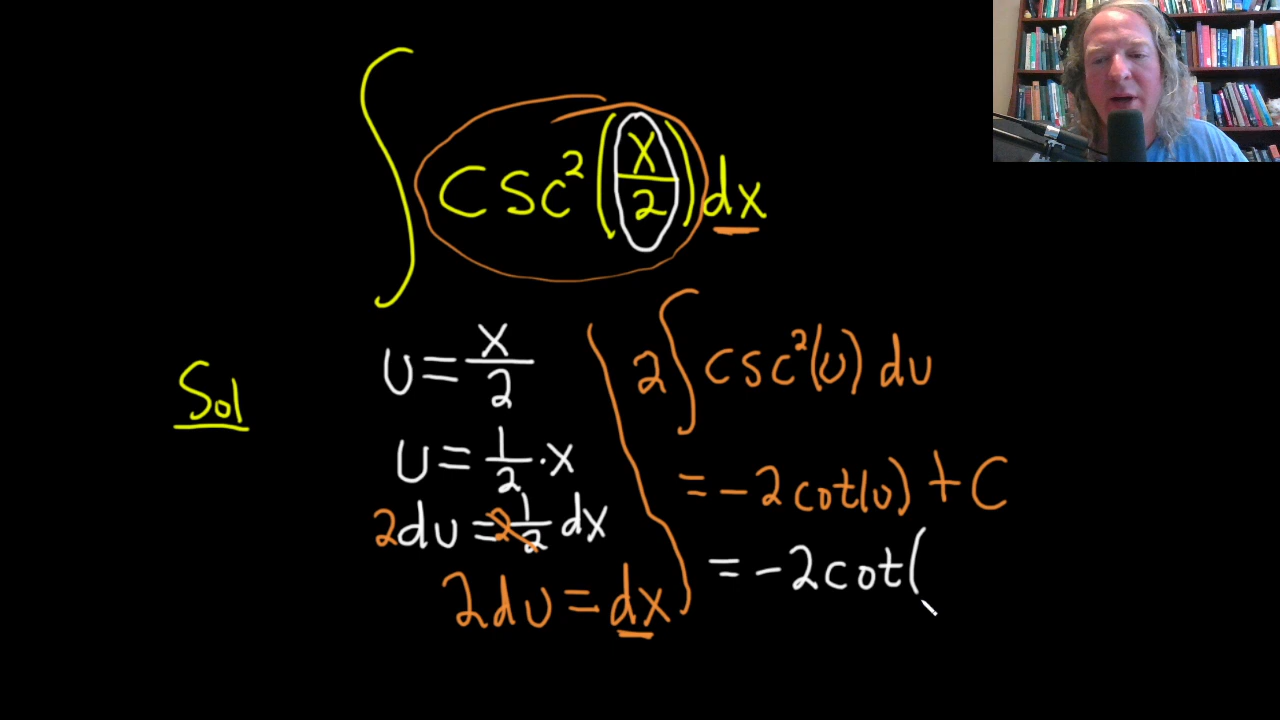 ∫ csc²(x/2) dx
Sol
u = x/2
u = 1/2 · x
2du = 2 1/2 dx
2du = dx
2∫csc²(u) du
= -2cot(u) + C
= -2cot(